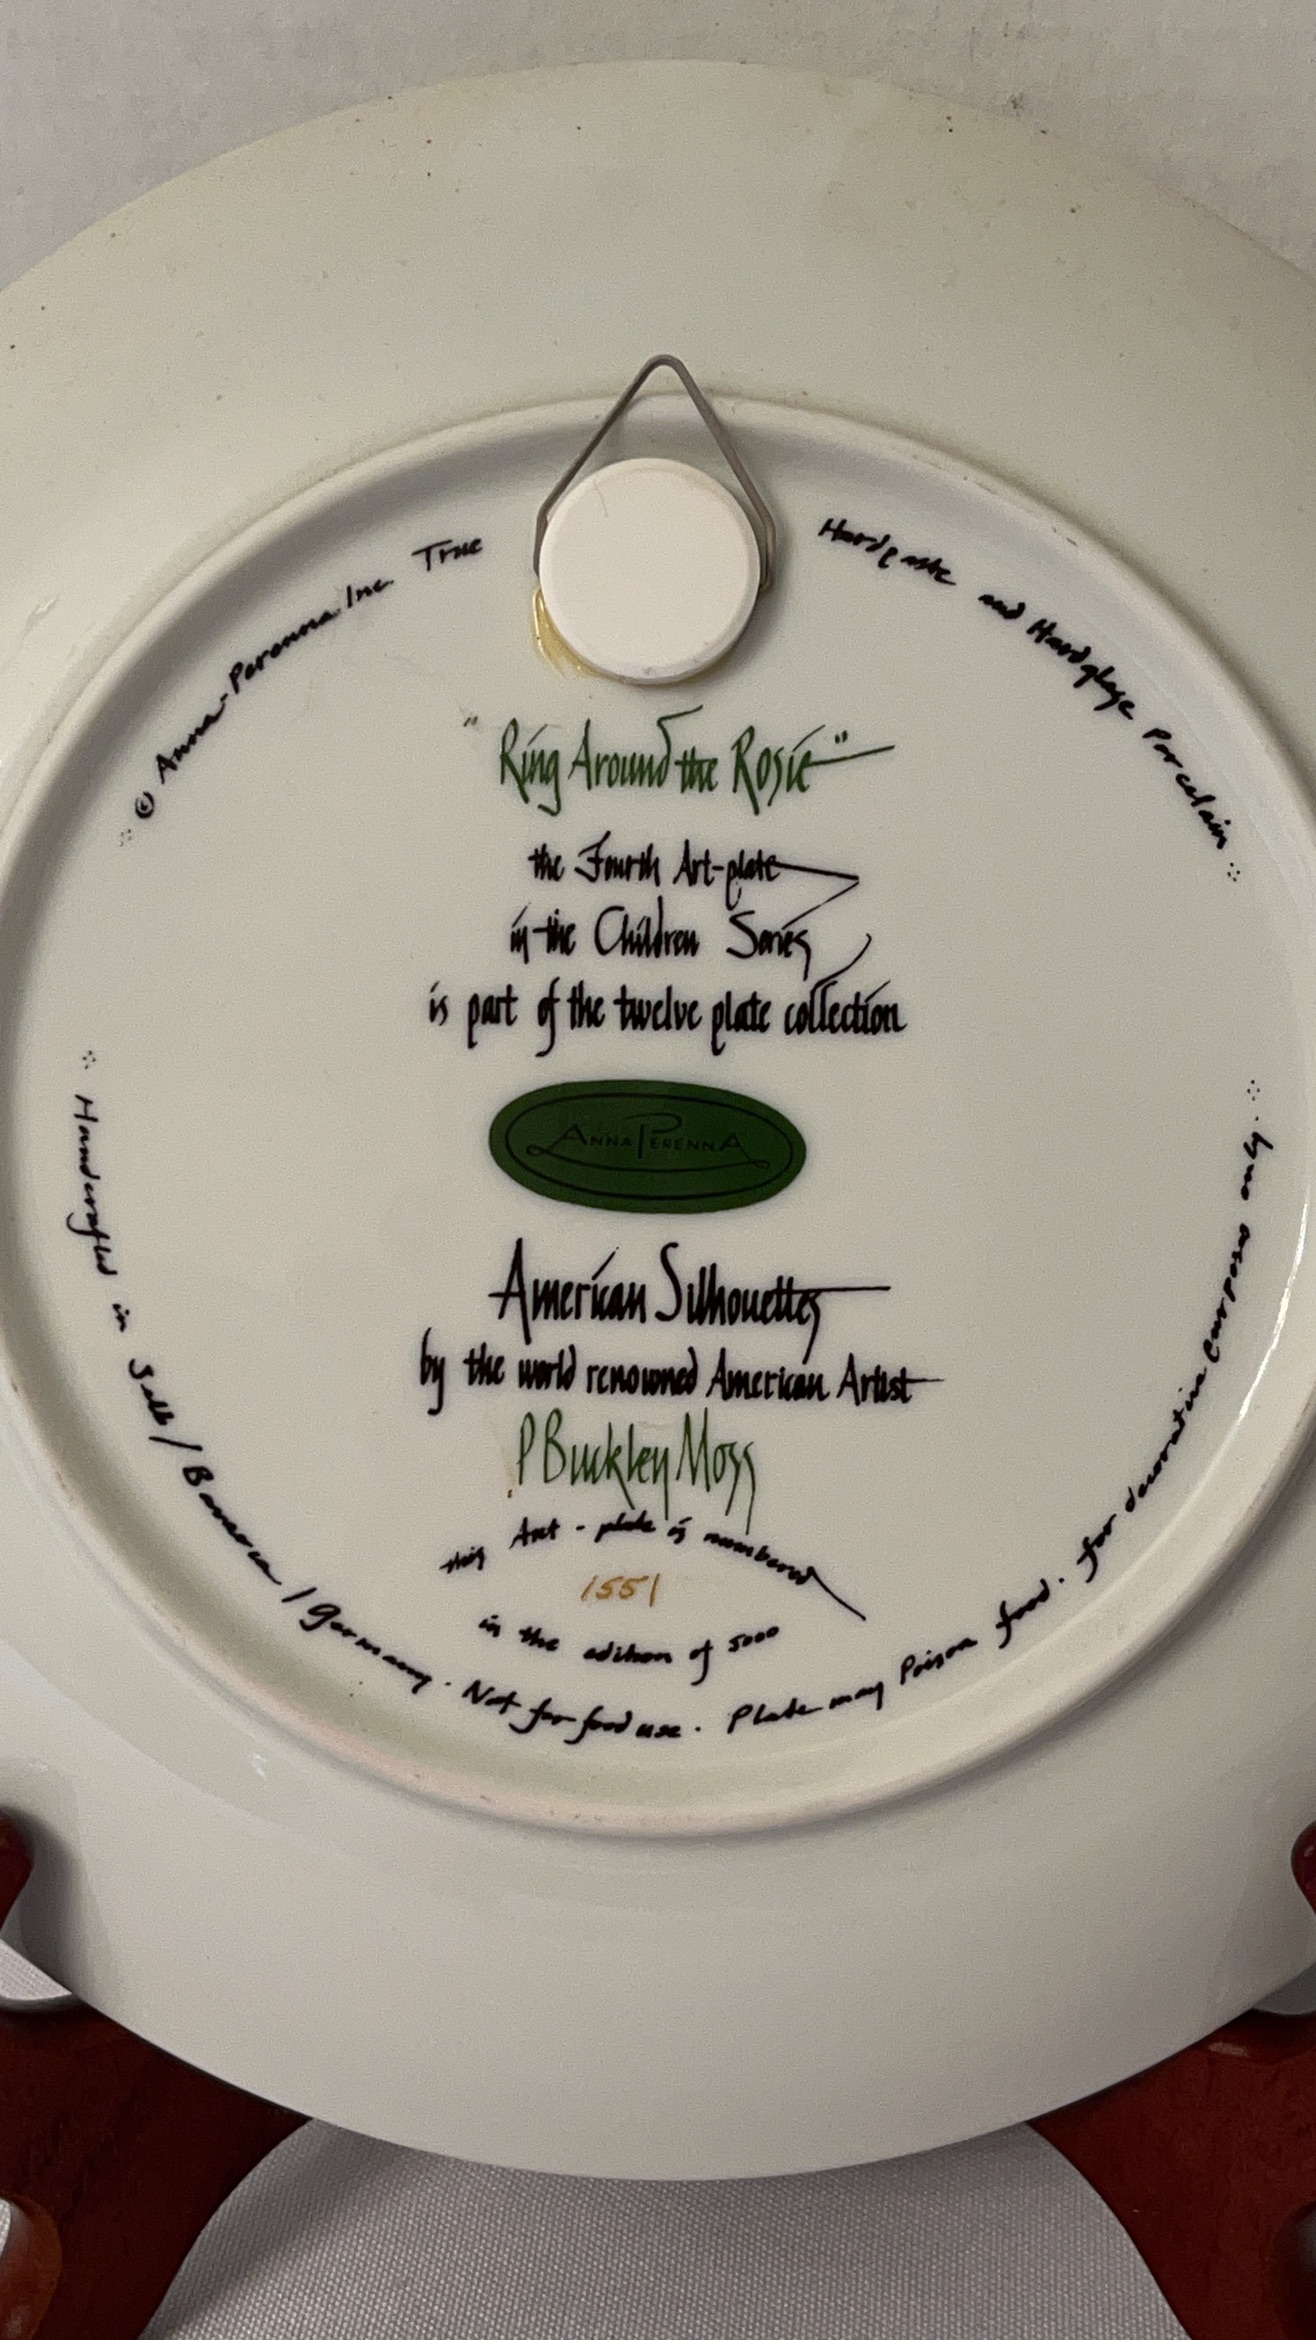 © Anna-Perenna Inc. True Hardpaste and Hardglaze Porcelain
"Ring Around the Rosie"
the Fourth Art-plate
in the Children Series
is part of the twelve plate collection
ANNA PERENNA
American Silhouettes
by the world renowned American Artist
P Buckley Moss
this Art-plate is numbered
1551
in the edition of 5000
Handcrafted in Selb / Bavaria / Germany. Not for food use. Plate may Poison food. For decorative purposes only.